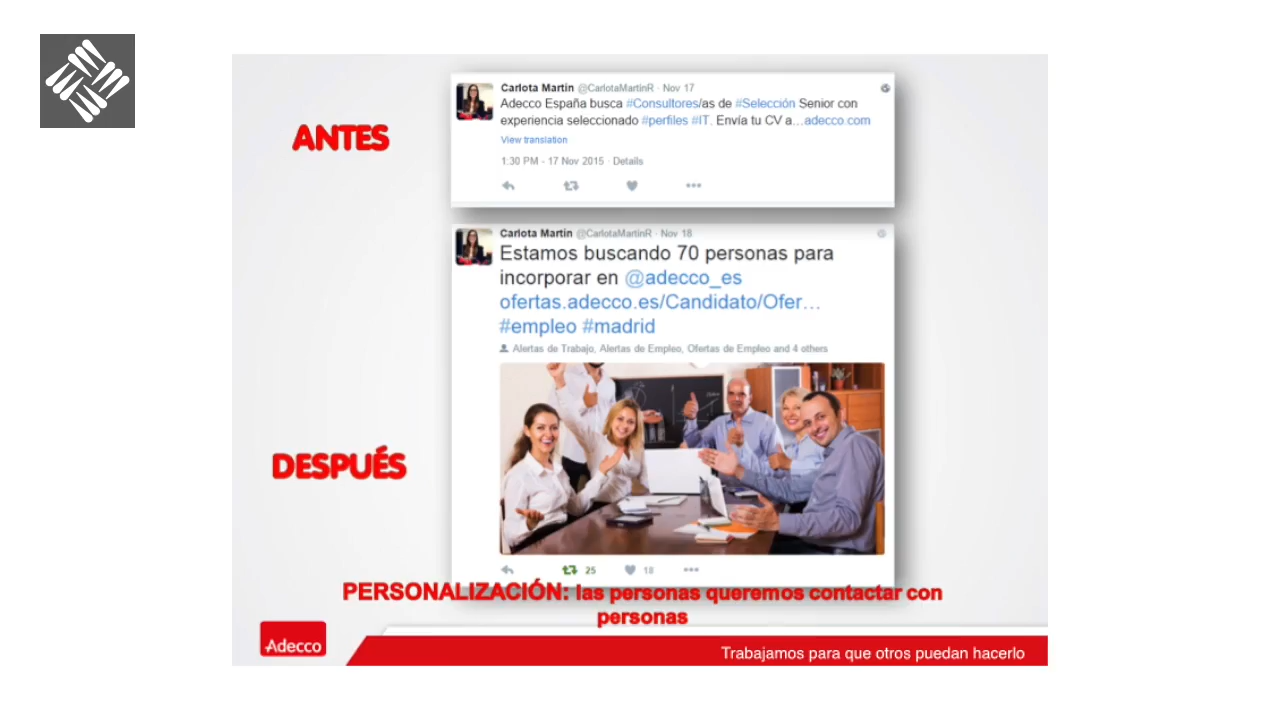 ANTES
Carlota Martín @CarlotaMartinR · Nov 17
Adecco España busca #Consultores/as de #Selección Senior con
experiencia seleccionado #perfiles #IT. Envía tu CV a...adecco.com
View translation
1:30 PM - 17 Nov 2015 · Details
Carlota Martín @CarlotaMartinR · Nov 18
Estamos buscando 70 personas para
incorporar en @adecco_es
ofertas.adecco.es/Candidato/Ofer...
#empleo #madrid
Alertas de Trabajo, Alertas de Empleo, Ofertas de Empleo and 4 others
DESPUÉS
25 18
PERSONALIZACIÓN: las personas queremos contactar con
personas
Adecco
Trabajamos para que otros puedan hacerlo